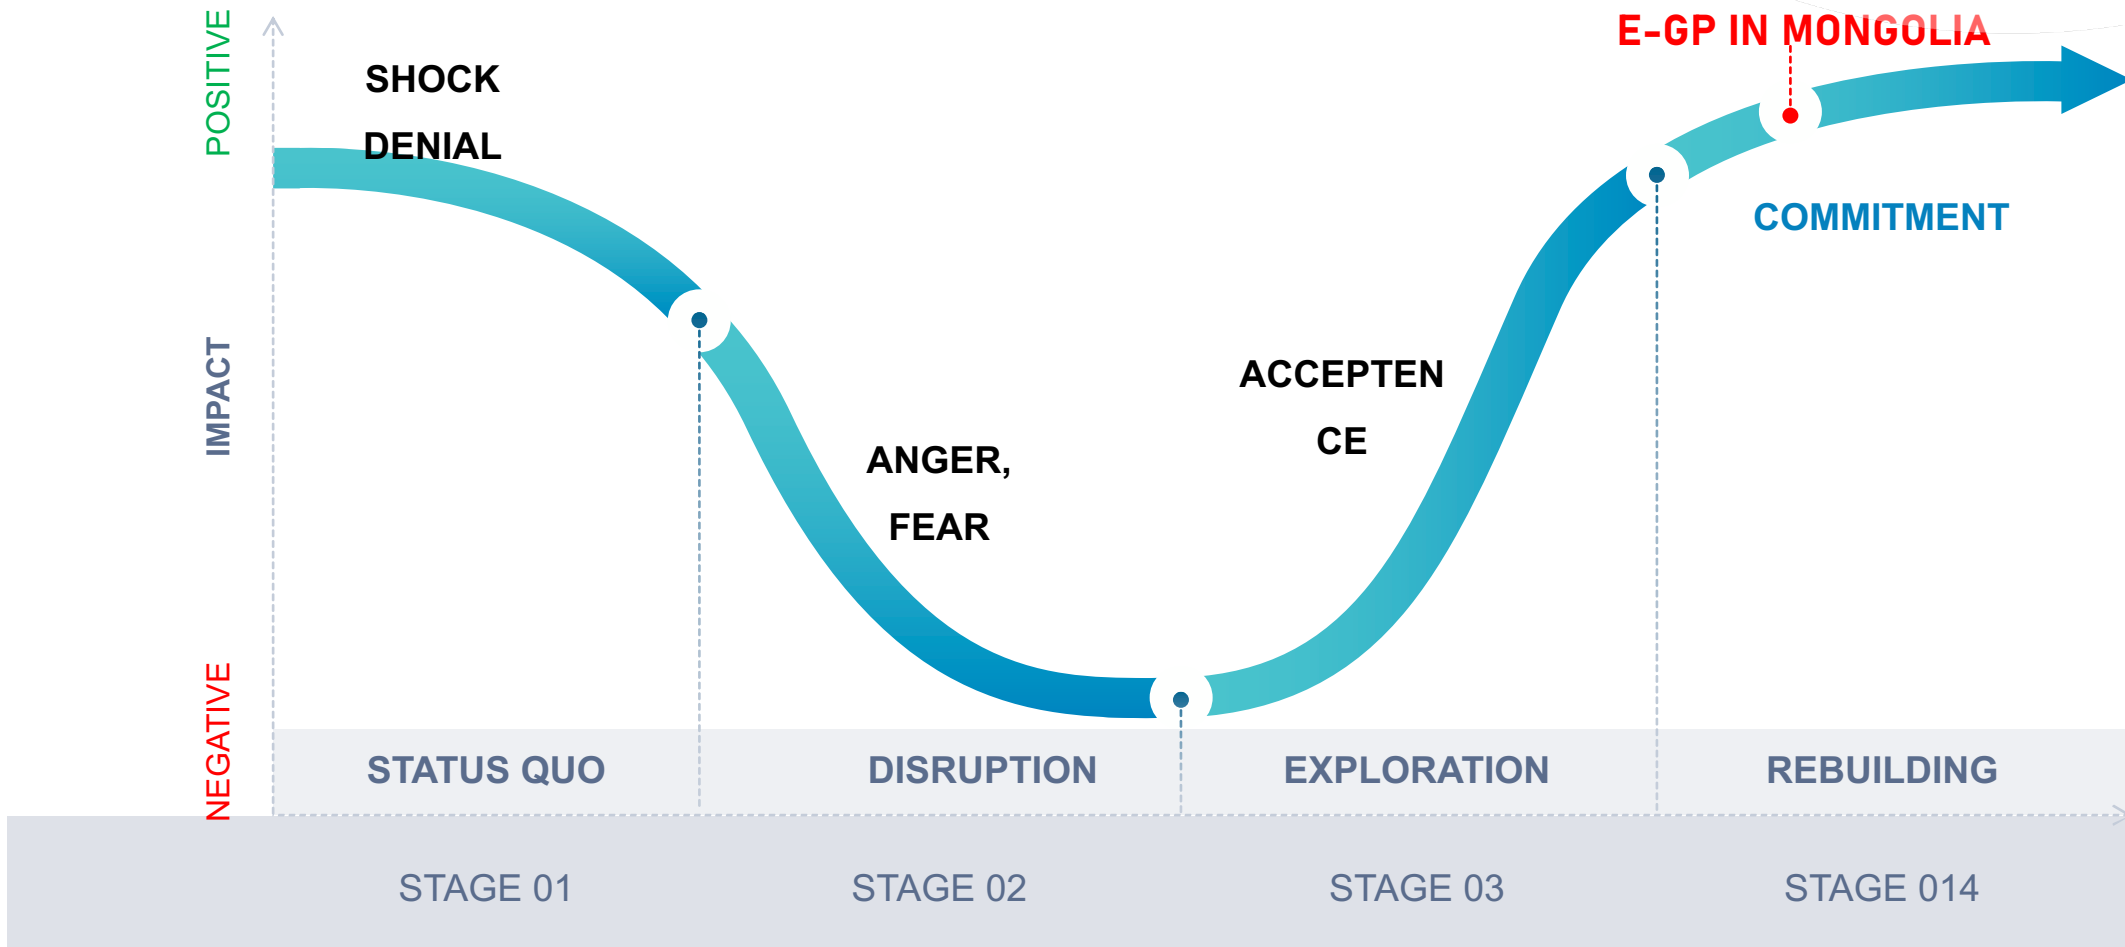 POSITIVE
IMPACT
NEGATIVE
SHOCK
DENIAL
ANGER,
FEAR
ACCEPTEN
CE
E-GP IN MONGOLIA
COMMITMENT
STATUS QUO
DISRUPTION
EXPLORATION
REBUILDING
STAGE 01
STAGE 02
STAGE 03
STAGE 014